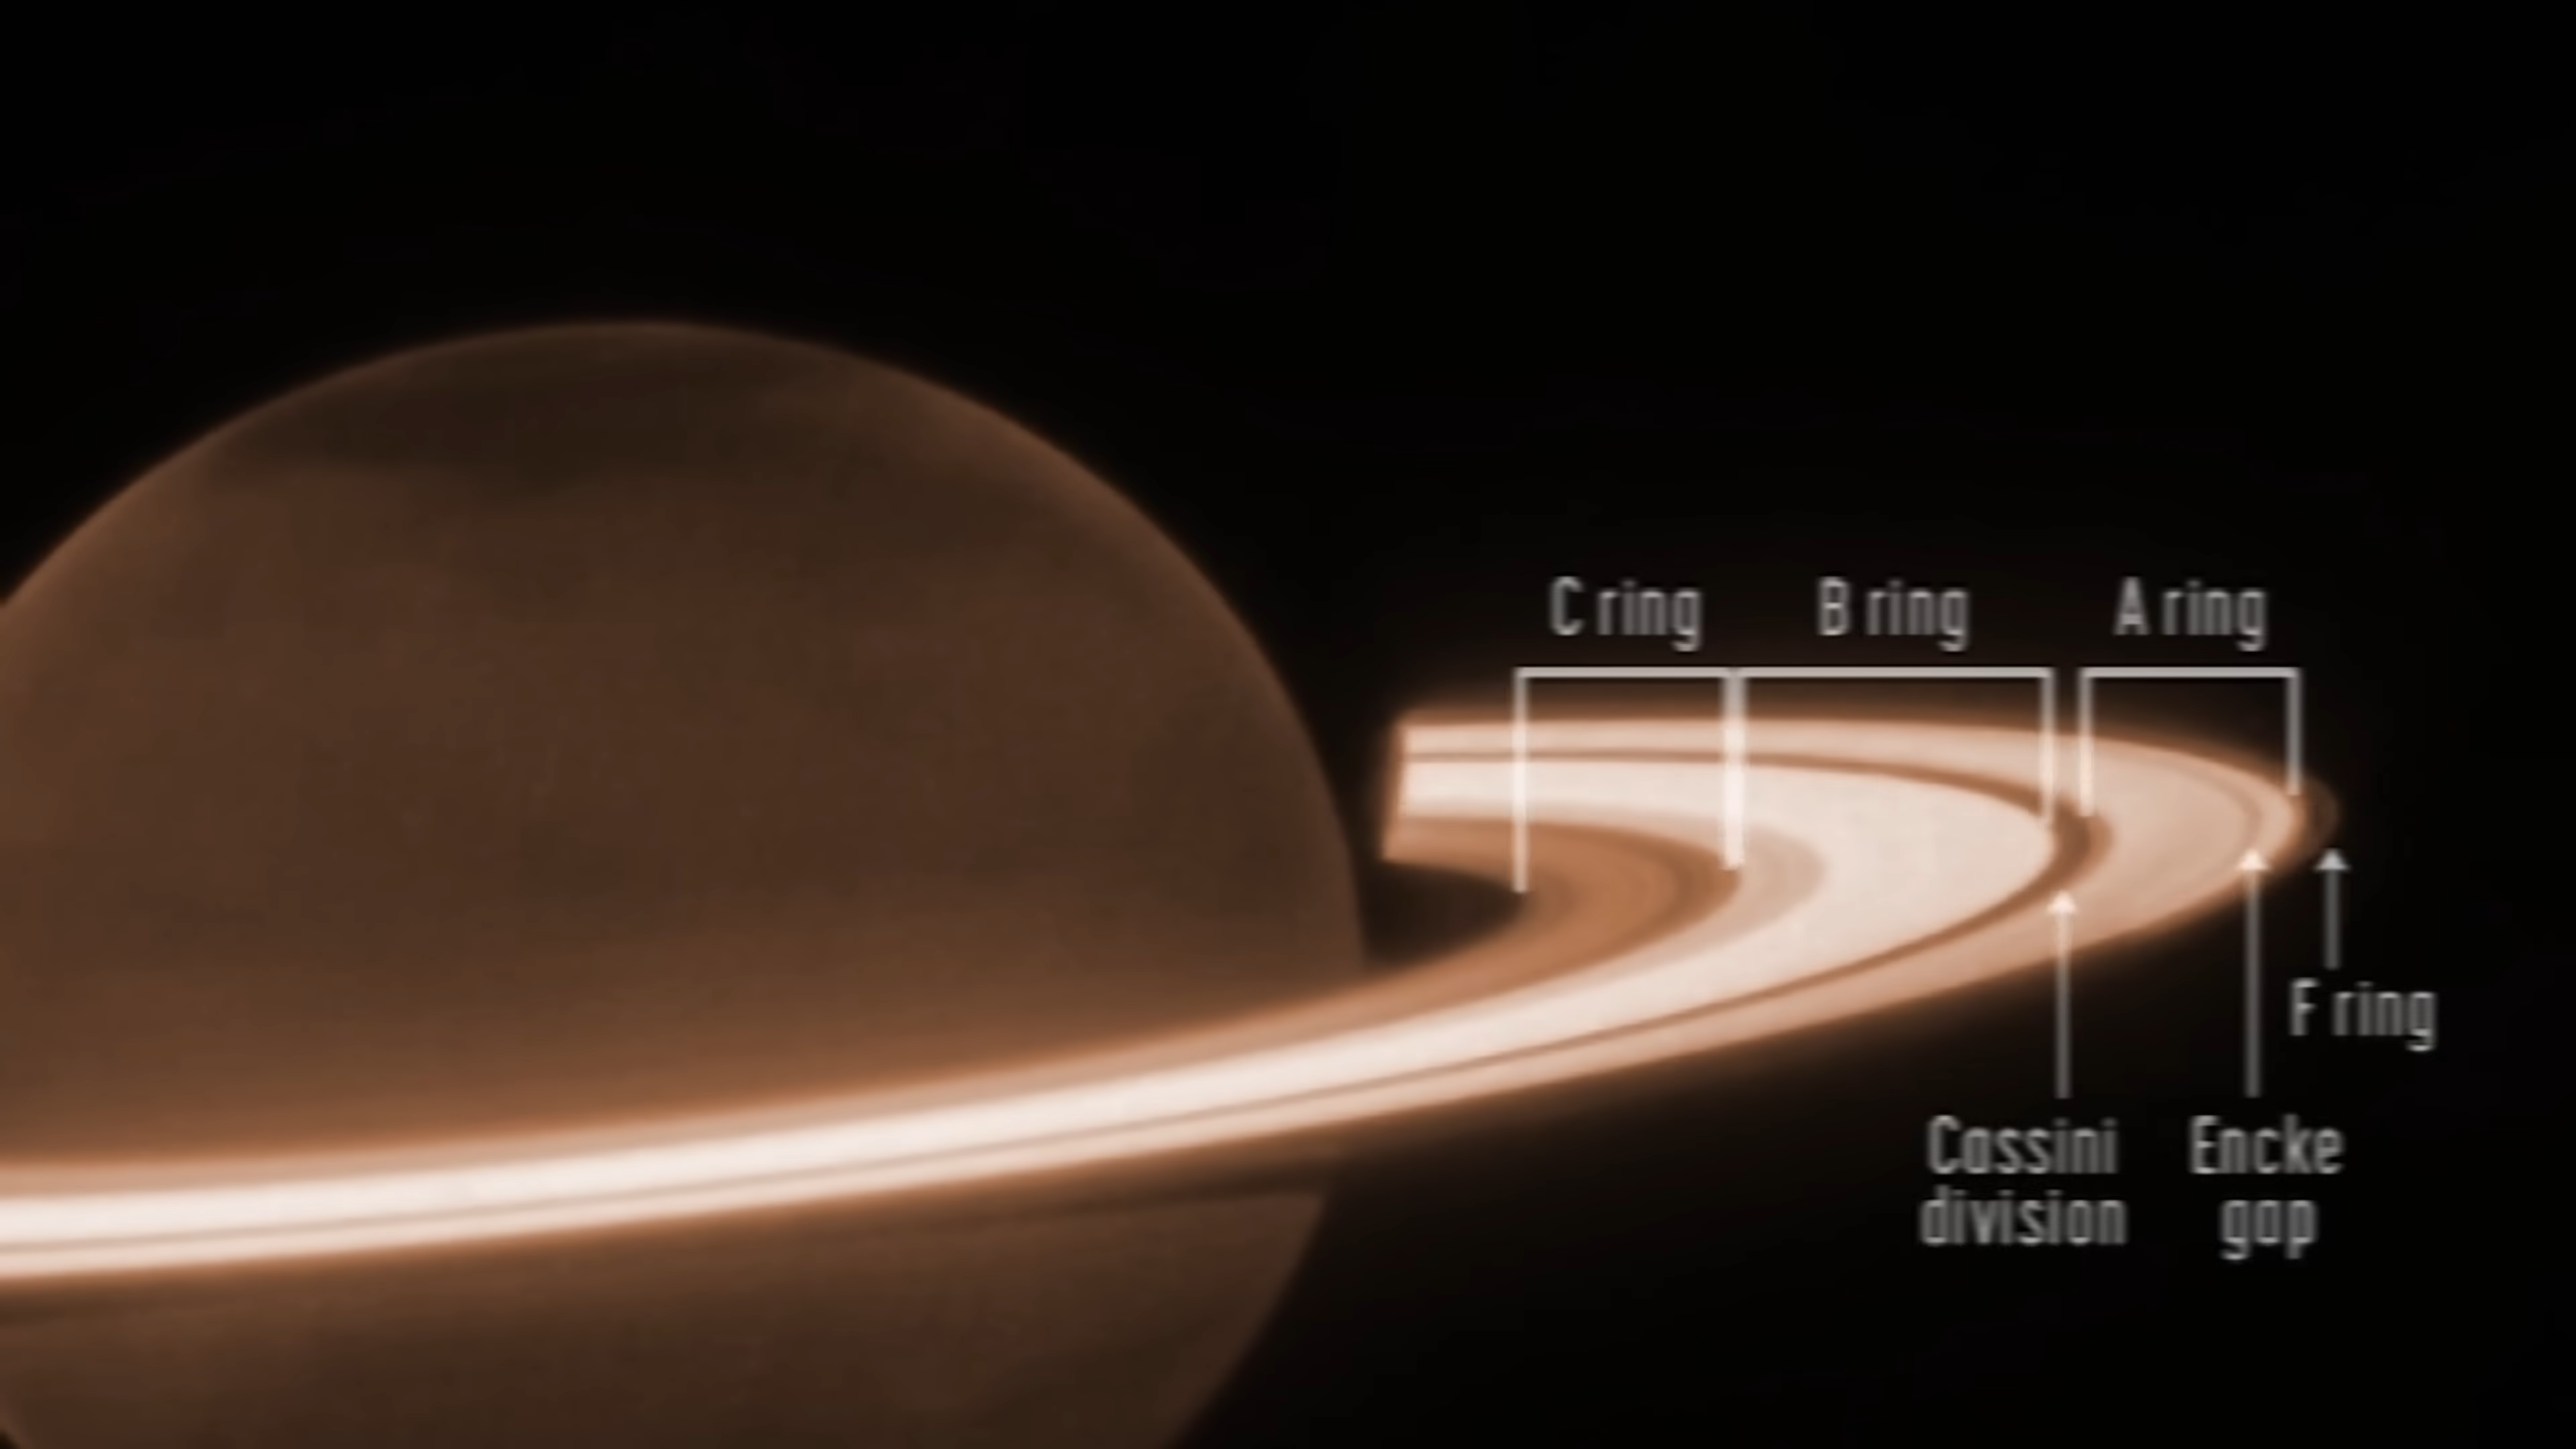 C ring
B ring
A ring
F ring
Cassini
division
Encke
gap